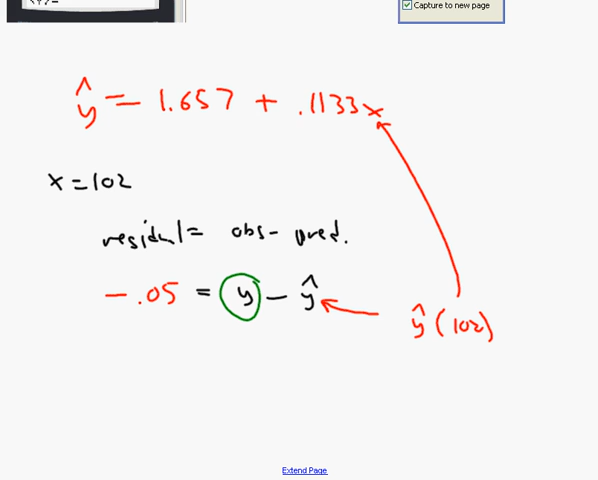 Capture to new page
ŷ = 1.657 + .1133x
x = 102
residual = obs - pred.
-.05 = y - ŷ
ŷ(102)
Extend Page